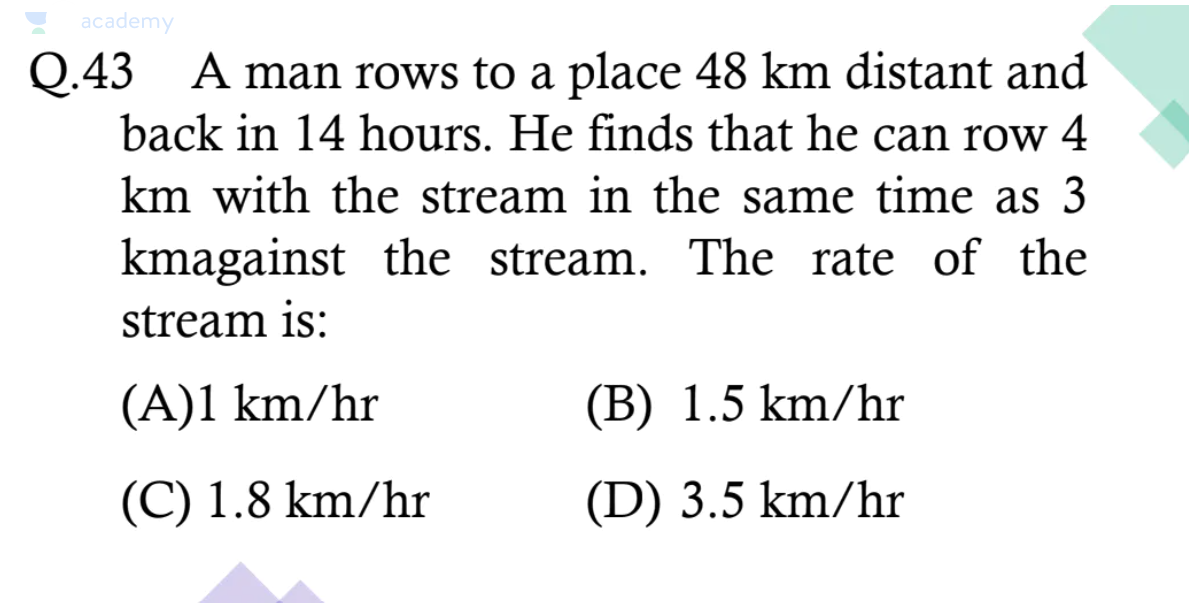 academy
Q.43 A man rows to a place 48 km distant and
back in 14 hours. He finds that he can row 4
km with the stream in the same time as 3
kmagainst the stream. The rate of the
stream is:
(A)1 km/hr (B) 1.5 km/hr
(C) 1.8 km/hr (D) 3.5 km/hr